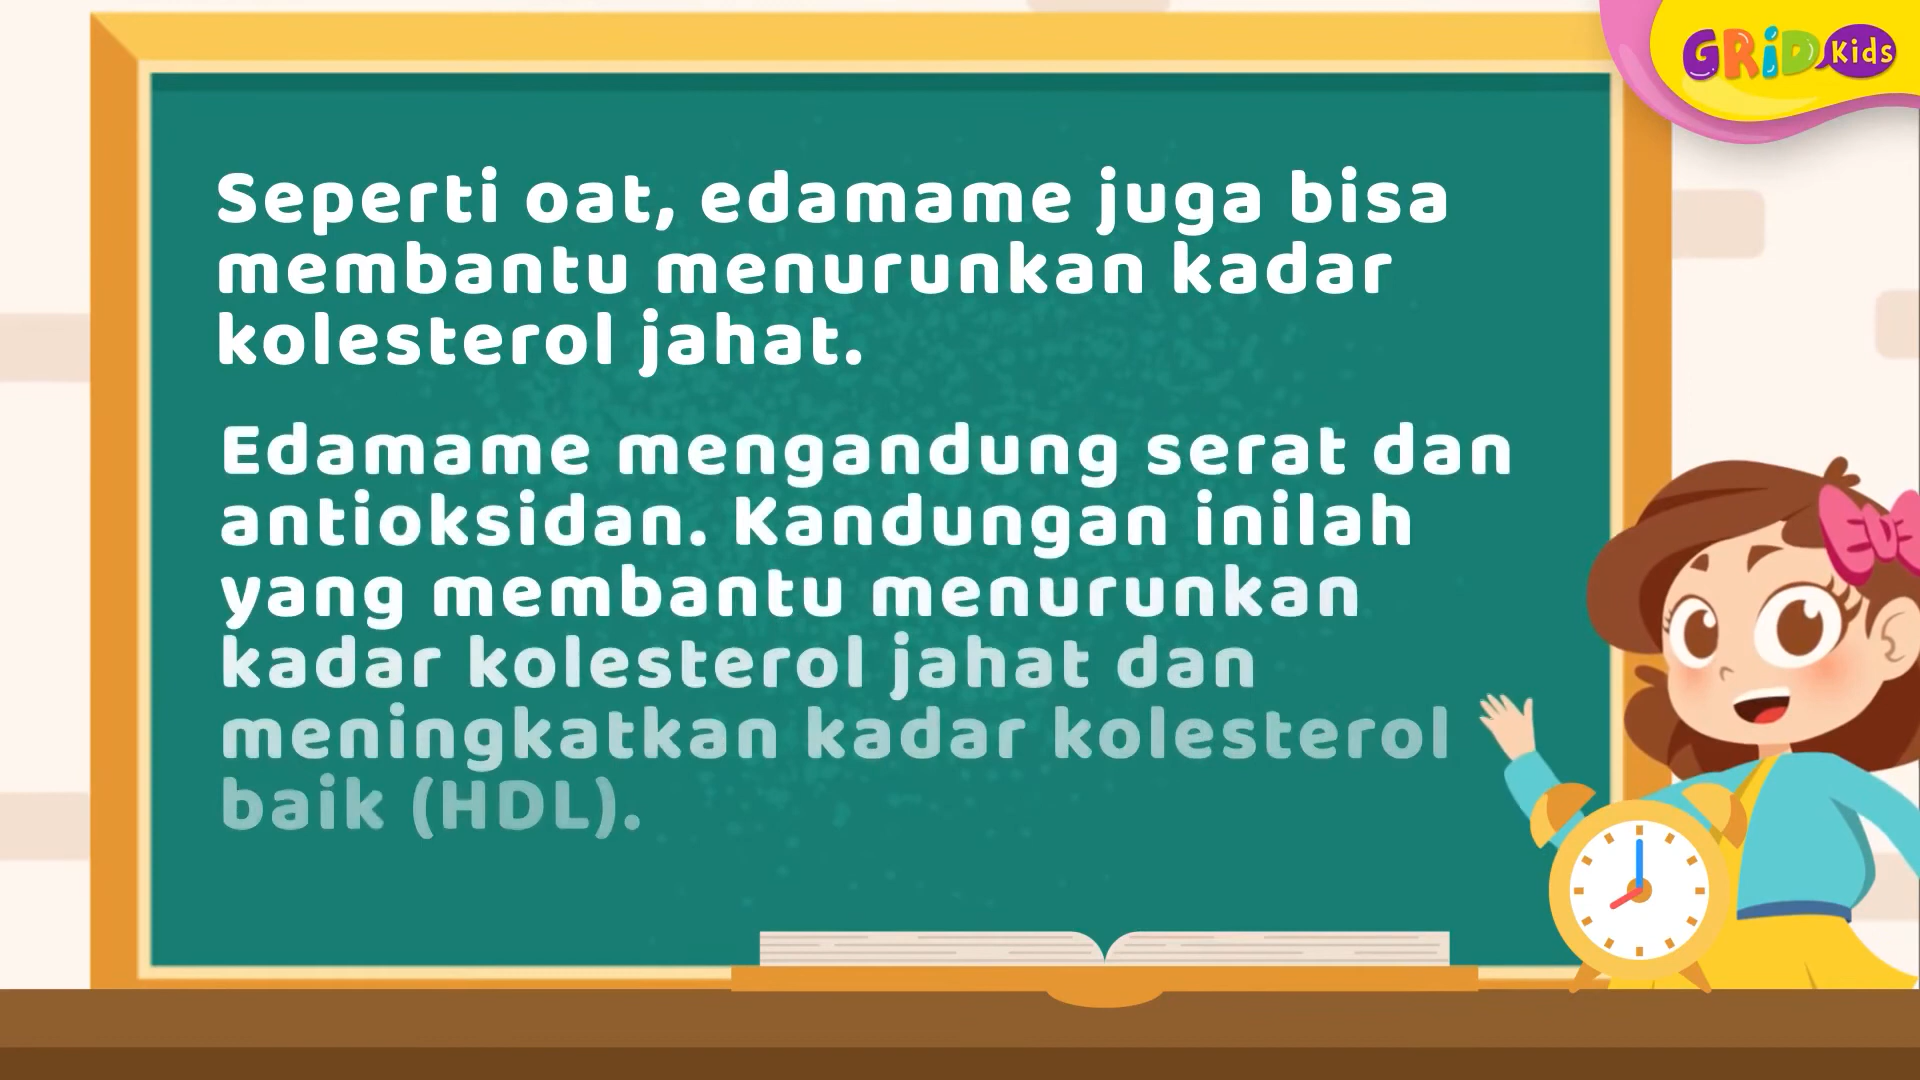 GRiD Kids
Seperti oat, edamame juga bisa
membantu menurunkan kadar
kolesterol jahat.
Edamame mengandung serat dan
antioksidan. Kandungan inilah
yang membantu menurunkan
kadar kolesterol jahat dan
meningkatkan kadar kolesterol
baik (HDL).